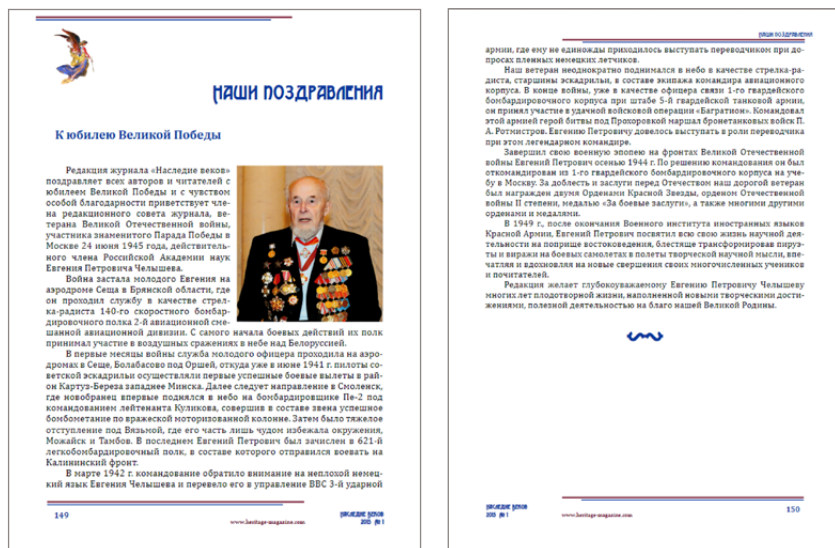 НАШИ ПОЗДРАВЛЕНИЯ
К юбилею Великой Победы
Редакция журнала «Наследие веков»
поздравляет всех авторов и читателей с
юбилеем Великой Победы и с чувством
особой благодарности приветствует чле-
на редакционного совета журнала, ве-
терана Великой Отечественной войны,
участника знаменитого Парада Победы в
Москве 24 июня 1945 года, действитель-
ного члена Российской Академии наук
Евгения Петровича Челышева.
Война застала молодого Евгения на
аэродроме Сеща в Брянской области, где
он проходил службу в качестве стрел-
ка-радиста 140-го скоростного бомбар-
дировочного полка 2-й авиационной сме-
шанной авиационной дивизии. С самого начала боевых действий их полк
принимал участие в воздушных сражениях в небе над Белоруссией.
В первые месяцы войны служба молодого офицера проходила на аэро-
дромах в Сеще, Болабасово под Оршей, откуда уже в июне 1941 г. пилоты со-
ветской эскадрильи осуществляли первые успешные боевые вылеты в рай-
он Картуз-Береза западнее Минска. Далее следует направление в Смоленск,
где новобранец впервые поднялся в небо на бомбардировщике Пе-2 под
командованием лейтенанта Куликова, совершив в составе звена успешное
бомбометание по вражеской моторизованной колонне. Затем было тяжелое
отступление под Вязьмой, где его часть лишь чудом избежала окружения,
Можайск и Тамбов. В последнем Евгений Петрович был зачислен в 621-й
легкобомбардировочный полк, в составе которого отправился воевать на
Калининский фронт.
В марте 1942 г. командование обратило внимание на неплохой немец-
кий язык Евгения Челышева и перевело его в управление ВВС 3-й ударной
149
www.heritage-magazine.com
НАСЛЕДИЕ ВЕКОВ
2015 № 1
НАШИ ПОЗДРАВЛЕНИЯ
армии, где ему не единожды приходилось выступать переводчиком при до-
просах пленных немецких летчиков.
Наш ветеран неоднократно поднимался в небо в качестве стрелка-ра-
диста, старшины эскадрильи, в составе экипажа командира авиационного
корпуса. В конце войны, уже в качестве офицера связи 1-го гвардейского
бомбардировочного корпуса при штабе 5-й гвардейской танковой армии,
он принял участие в удачной войсковой операции «Багратион». Командовал
этой армией герой битвы под Прохоровкой маршал бронетанковых войск П.
А. Ротмистров. Евгению Петровичу довелось выступать в роли переводчика
при этом легендарном командире.
Завершил свою военную эпопею на фронтах Великой Отечественной
войны Евгений Петрович осенью 1944 г. По решению командования он был
откомандирован из 1-го гвардейского бомбардировочного корпуса на уче-
бу в Москву. За доблесть и заслуги перед Отечеством наш дорогой ветеран
был награжден двумя Орденами Красной Звезды, орденом Отечественной
войны II степени, медалью «За боевые заслуги», а также многими другими
орденами и медалями.
В 1949 г., после окончания Военного института иностранных языков
Красной Армии, Евгений Петрович посвятил всю свою жизнь научной дея-
тельности на поприще востоковедения, блестяще трансформировав пируэ-
ты и виражи на боевых самолетах в полеты творческой научной мысли, впе-
чатляя и вдохновляя на новые свершения своих многочисленных учеников
и почитателей.
Редакция желает глубокоуважаемому Евгению Петровичу Челышеву
многих лет плодотворной жизни, наполненной новыми творческими дости-
жениями, полезной деятельностью на благо нашей Великой Родины.
НАСЛЕДИЕ ВЕКОВ
2015 № 1
www.heritage-magazine.com
150